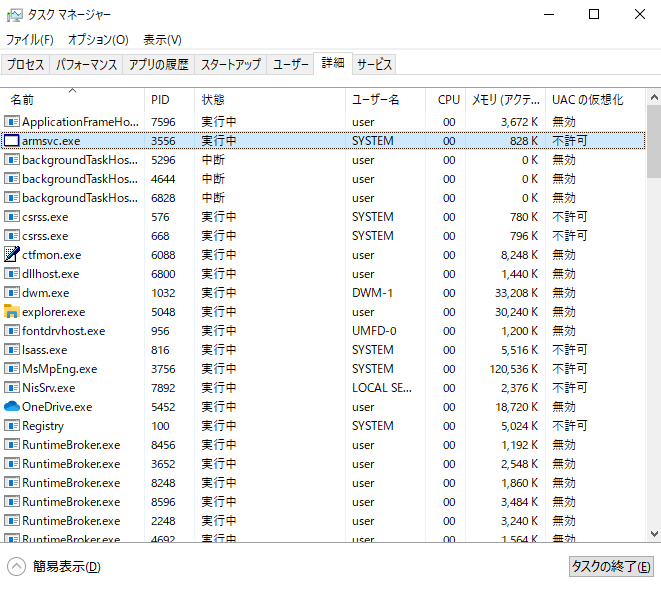 タスク マネージャー
ファイル(F) オプション(O) 表示(V)
プロセス パフォーマンス アプリの履歴 スタートアップ ユーザー 詳細 サービス
名前 PID 状態 ユーザー名 CPU メモリ (アクテ... UAC の仮想化
ApplicationFrameHo... 7596 実行中 user 00 3,672 K 無効
armsvc.exe 3556 実行中 SYSTEM 00 828 K 不許可
backgroundTaskHos... 5296 中断 user 00 0 K 無効
backgroundTaskHos... 4644 中断 user 00 0 K 無効
backgroundTaskHos... 6828 中断 user 00 0 K 無効
csrss.exe 576 実行中 SYSTEM 00 780 K 不許可
csrss.exe 668 実行中 SYSTEM 00 796 K 不許可
ctfmon.exe 6088 実行中 user 00 8,248 K 無効
dllhost.exe 6800 実行中 user 00 1,440 K 無効
dwm.exe 1032 実行中 DWM-1 00 33,208 K 無効
explorer.exe 5048 実行中 user 00 30,240 K 無効
fontdrvhost.exe 956 実行中 UMFD-0 00 1,200 K 無効
lsass.exe 816 実行中 SYSTEM 00 5,516 K 不許可
MsMpEng.exe 3756 実行中 SYSTEM 00 120,536 K 不許可
NisSrv.exe 7892 実行中 LOCAL SE... 00 2,376 K 不許可
OneDrive.exe 5452 実行中 user 00 18,720 K 無効
Registry 100 実行中 SYSTEM 00 5,024 K 不許可
RuntimeBroker.exe 8456 実行中 user 00 1,192 K 無効
RuntimeBroker.exe 3652 実行中 user 00 2,548 K 無効
RuntimeBroker.exe 8248 実行中 user 00 1,860 K 無効
RuntimeBroker.exe 8596 実行中 user 00 3,484 K 無効
RuntimeBroker.exe 2248 実行中 user 00 3,240 K 無効
RuntimeBroker.exe 4692 実行中 user 00 1,564 K 無効
簡易表示(D) タスクの終了(E)